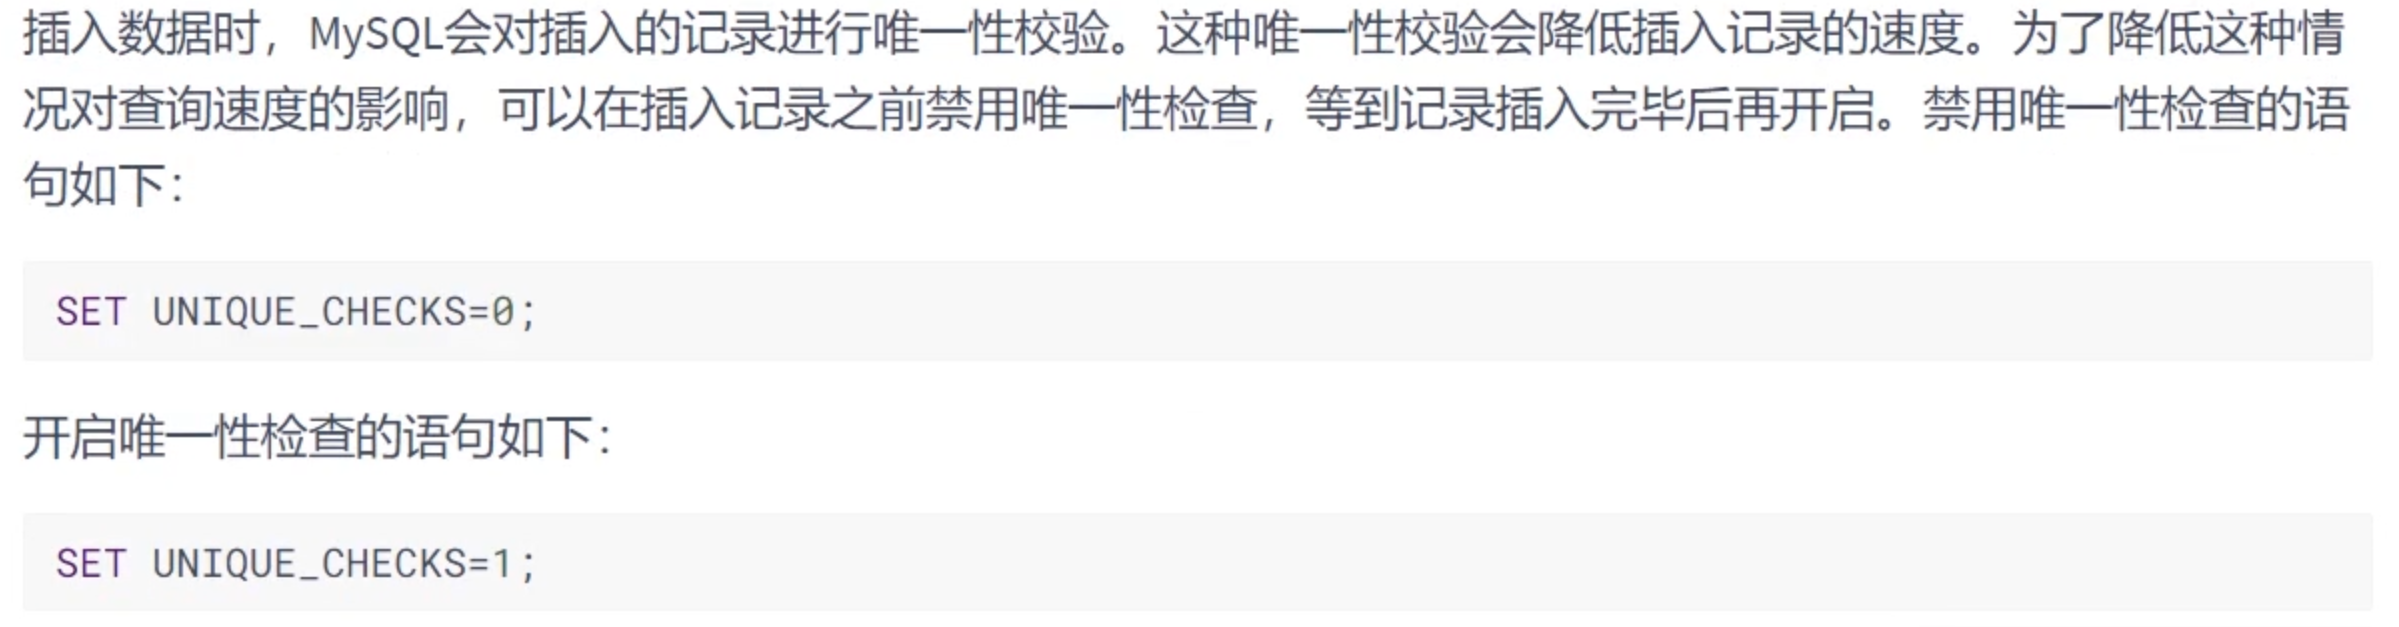 插入数据时，MySQL会对插入的记录进行唯一性校验。这种唯一性校验会降低插入记录的速度。为了降低这种情
况对查询速度的影响，可以在插入记录之前禁用唯一性检查，等到记录插入完毕后再开启。禁用唯一性检查的语
句如下：
SET UNIQUE_CHECKS=0;
开启唯一性检查的语句如下：
SET UNIQUE_CHECKS=1;